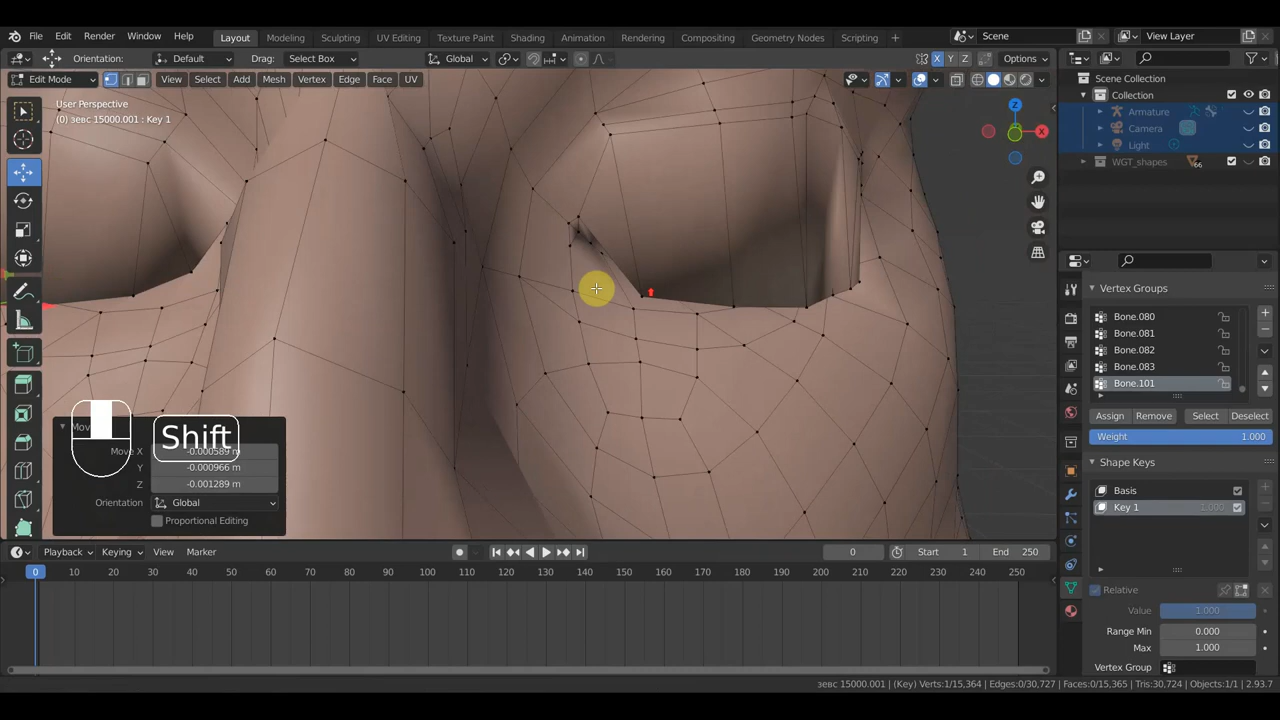 File Edit Render Window Help Layout Modeling Sculpting UV Editing Texture Paint Shading Animation Rendering Compositing Geometry Nodes Scripting + Scene View Layer
Orientation: Default Drag: Select Box Global X Y Z Options
Edit Mode View Select Add Mesh Vertex Edge Face UV
User Perspective
(0) зевс 15000.001 : Key 1
Z
X
Scene Collection
Collection
Armature
Camera
Light
WGT_shapes 66
Vertex Groups
Bone.080
Bone.081
Bone.082
Bone.083
Bone.101
Assign Remove Select Deselect
Weight 1.000
Shape Keys
Basis
Key 1 1.000
Relative
Value 1.000
Range Min 0.000
Max 1.000
Vertex Group
Shift
Move X -0.000589 m
Y -0.000966 m
Z -0.001289 m
Orientation Global
Proportional Editing
Playback Keying View Marker 0 Start 1 End 250
0 10 20 30 40 50 60 70 80 90 100 110 120 130 140 150 160 170 180 190 200 210 220 230 240 250
зевс 15000.001 | (Key) Verts:1/15,364 | Edges:0/30,727 | Faces:0/15,365 | Tris:30,724 | Objects:1/1 | 2.93.7